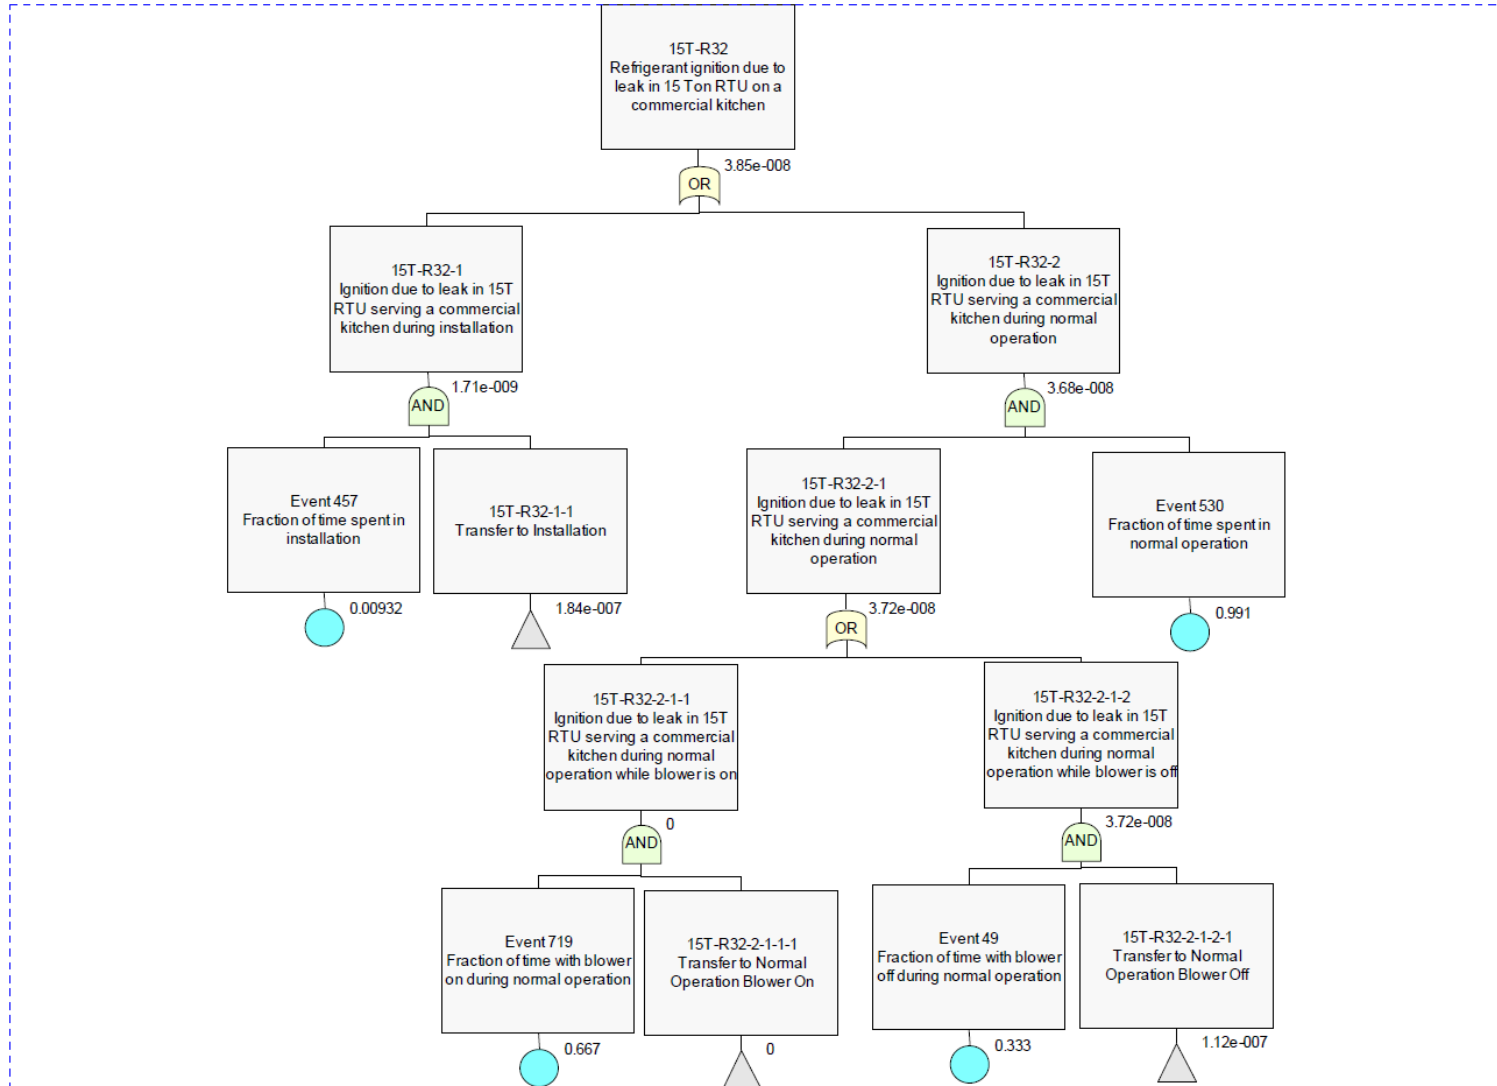 15T-R32
Refrigerant ignition due to
leak in 15 Ton RTU on a
commercial kitchen
3.85e-008
OR
15T-R32-1
Ignition due to leak in 15T
RTU serving a commercial
kitchen during installation
1.71e-009
AND
15T-R32-2
Ignition due to leak in 15T
RTU serving a commercial
kitchen during normal
operation
3.68e-008
AND
Event 457
Fraction of time spent in
installation
0.00932
15T-R32-1-1
Transfer to Installation
1.84e-007
15T-R32-2-1
Ignition due to leak in 15T
RTU serving a commercial
kitchen during normal
operation
3.72e-008
OR
Event 530
Fraction of time spent in
normal operation
0.991
15T-R32-2-1-1
Ignition due to leak in 15T
RTU serving a commercial
kitchen during normal
operation while blower is on
0
AND
15T-R32-2-1-2
Ignition due to leak in 15T
RTU serving a commercial
kitchen during normal
operation while blower is off
3.72e-008
AND
Event 719
Fraction of time with blower
on during normal operation
0.667
15T-R32-2-1-1-1
Transfer to Normal
Operation Blower On
0
Event 49
Fraction of time with blower
off during normal operation
0.333
15T-R32-2-1-2-1
Transfer to Normal
Operation Blower Off
1.12e-007